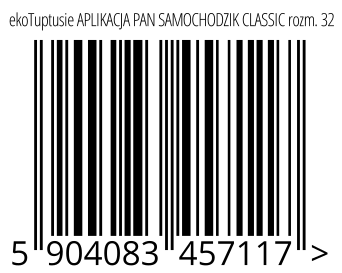 ekoTuptusie APLIKACJA PAN SAMOCHODZIK CLASSIC rozm. 32
5 904083 457117 >